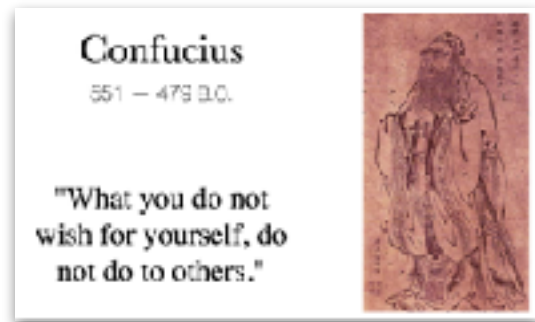 Confucius
551 — 479 B.C.
"What you do not
wish for yourself, do
not do to others."